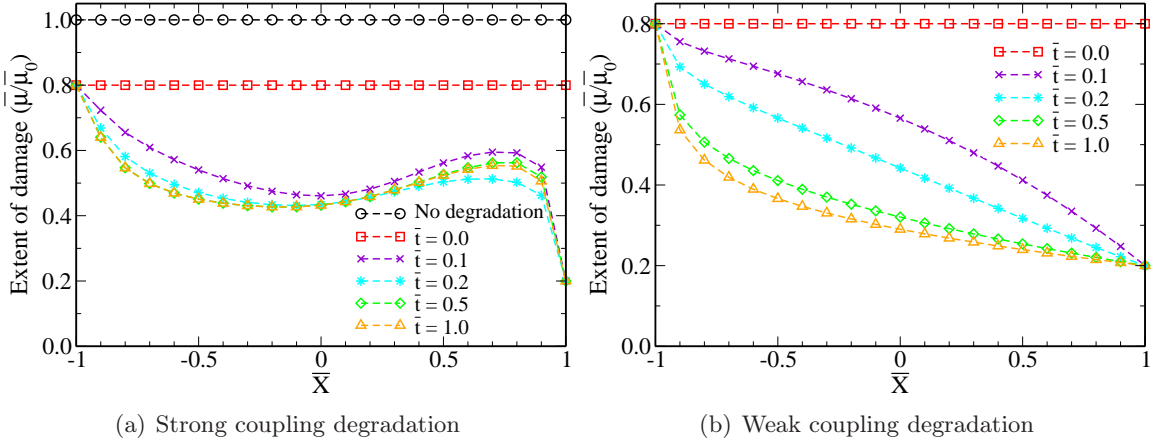 1.0
0.8
0.6
0.4
0.2
0.0
Extent of damage (μ̅/μ̅₀)
No degradation
t̅ = 0.0
t̅ = 0.1
t̅ = 0.2
t̅ = 0.5
t̅ = 1.0
-1 -0.5 0 0.5 1
X̅
(a) Strong coupling degradation
0.8
0.6
0.4
0.2
0.0
Extent of damage (μ̅/μ̅₀)
t̅ = 0.0
t̅ = 0.1
t̅ = 0.2
t̅ = 0.5
t̅ = 1.0
-1 -0.5 0 0.5 1
X̅
(b) Weak coupling degradation